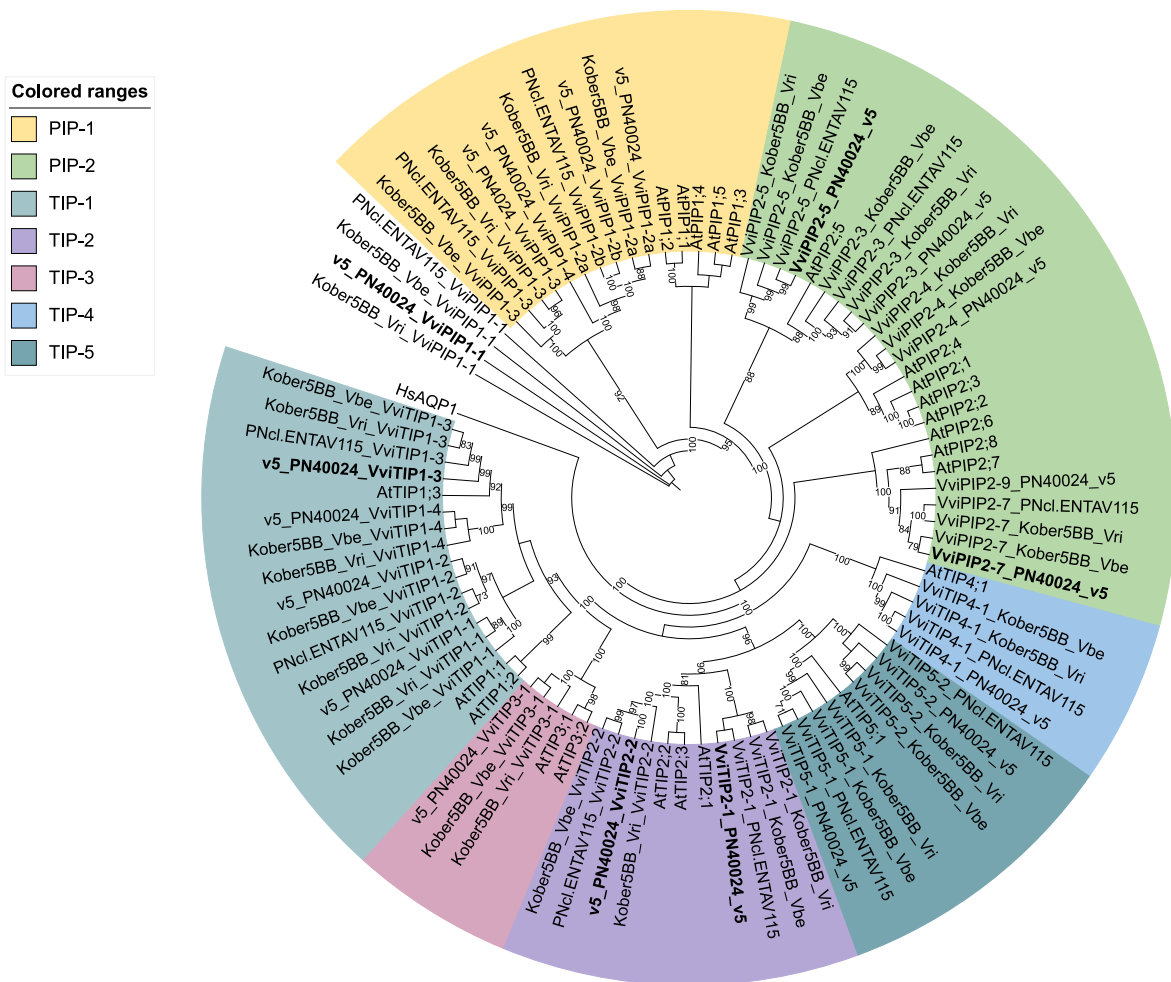 Colored ranges
PIP-1
PIP-2
TIP-1
TIP-2
TIP-3
TIP-4
TIP-5
HsAQP1
Kober5BB_Vri_VviPIP1-1
v5_PN40024_VviPIP1-1
Kober5BB_Vbe_VviPIP1-1
PNcl.ENTAV115_VviPIP1-1
Kober5BB_Vbe_VviPIP1-3
PNcl.ENTAV115_VviPIP1-3
Kober5BB_Vri_VviPIP1-3
v5_PN4024_VviPIP1-3
v5_PN40024_VviPIP1-4
Kober5BB_Vri_VviPIP1-2a
PNcl.ENTAV115_VviPIP1-2b
v5_PN40024_VviPIP1-2b
Kober5BB_Vbe_VviPIP1-2a
v5_PN40024_VviPIP1-2a
AtPIP1;2
AtPIP1;1
AtPIP1;4
AtPIP1;5
AtPIP1;3
VviPIP2-5_Kober5BB_Vri
VviPIP2-5_Kober5BB_Vbe
VviPIP2-5_PNcl.ENTAV115
VviPIP2-5_PN40024_v5
AtPIP2;5
VviPIP2-3_Kober5BB_Vbe
VviPIP2-3_PNcl.ENTAV115
VviPIP2-3_Kober5BB_Vri
VviPIP2-3_PN40024_v5
VviPIP2-4_Kober5BB_Vri
VviPIP2-4_Kober5BB_Vbe
VviPIP2-4_PN40024_v5
AtPIP2;4
AtPIP2;1
AtPIP2;3
AtPIP2;2
AtPIP2;6
AtPIP2;8
AtPIP2;7
VviPIP2-9_PN40024_v5
VviPIP2-7_PNcl.ENTAV115
VviPIP2-7_Kober5BB_Vri
VviPIP2-7_Kober5BB_Vbe
VviPIP2-7_PN40024_v5
AtTIP4;1
VviTIP4-1_Kober5BB_Vbe
VviTIP4-1_Kober5BB_Vri
VviTIP4-1_PNcl.ENTAV115
VviTIP4-1_PN40024_v5
VviTIP5-2_PNcl.ENTAV115
VviTIP5-2_PN40024_v5
VviTIP5-2_Kober5BB_Vri
VviTIP5-2_Kober5BB_Vbe
AtTIP5;1
VviTIP5-1_Kober5BB_Vri
VviTIP5-1_Kober5BB_Vbe
VviTIP5-1_PNcl.ENTAV115
VviTIP5-1_PN40024_v5
VviTIP2-1_Kober5BB_Vri
VviTIP2-1_Kober5BB_Vbe
VviTIP2-1_PNcl.ENTAV115
VviTIP2-1_PN40024_v5
AtTIP2;1
AtTIP2;3
AtTIP2;2
Kober5BB_Vri_VviTIP2-2
v5_PN40024_VviTIP2-2
PNcl.ENTAV115_VviTIP2-2
Kober5BB_Vbe_VviTIP2-2
AtTIP3;2
AtTIP3;1
Kober5BB_Vri_VviTIP3-1
Kober5BB_Vbe_VviTIP3-1
v5_PN40024_VviTIP3-1
AtTIP1;2
AtTIP1;1
Kober5BB_Vbe_VviTIP1-1
Kober5BB_Vri_VviTIP1-1
v5_PN40024_VviTIP1-1
Kober5BB_Vri_VviTIP1-2
PNcl.ENTAV115_VviTIP1-2
Kober5BB_Vbe_VviTIP1-2
v5_PN40024_VviTIP1-2
Kober5BB_Vri_VviTIP1-4
Kober5BB_Vbe_VviTIP1-4
v5_PN40024_VviTIP1-4
AtTIP1;3
v5_PN40024_VviTIP1-3
PNcl.ENTAV115_VviTIP1-3
Kober5BB_Vri_VviTIP1-3
Kober5BB_Vbe_VviTIP1-3